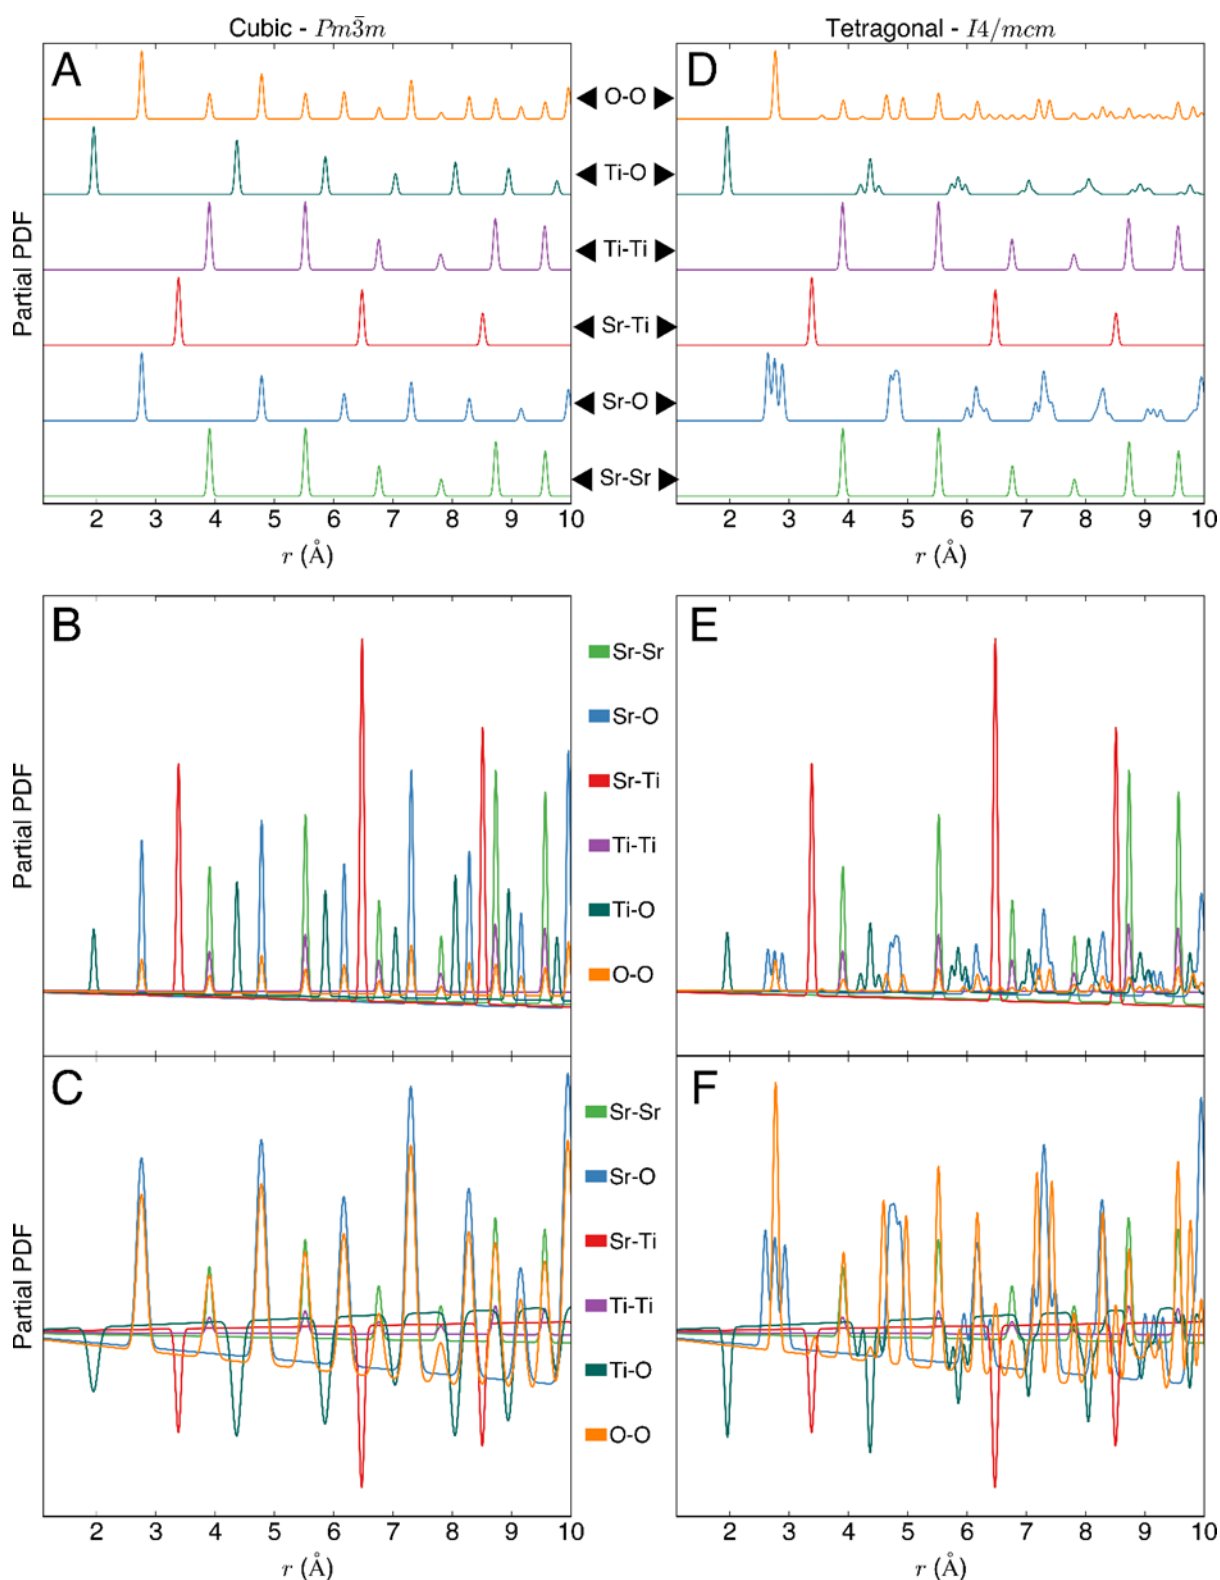 Cubic - Pm3̄m
Tetragonal - I4/mcm
A
D
O-O
Ti-O
Ti-Ti
Sr-Ti
Sr-O
Sr-Sr
Partial PDF
2 3 4 5 6 7 8 9 10
r (Å)
2 3 4 5 6 7 8 9 10
r (Å)
B
E
Sr-Sr
Sr-O
Sr-Ti
Ti-Ti
Ti-O
O-O
Partial PDF
C
F
Sr-Sr
Sr-O
Sr-Ti
Ti-Ti
Ti-O
O-O
Partial PDF
2 3 4 5 6 7 8 9 10
r (Å)
2 3 4 5 6 7 8 9 10
r (Å)